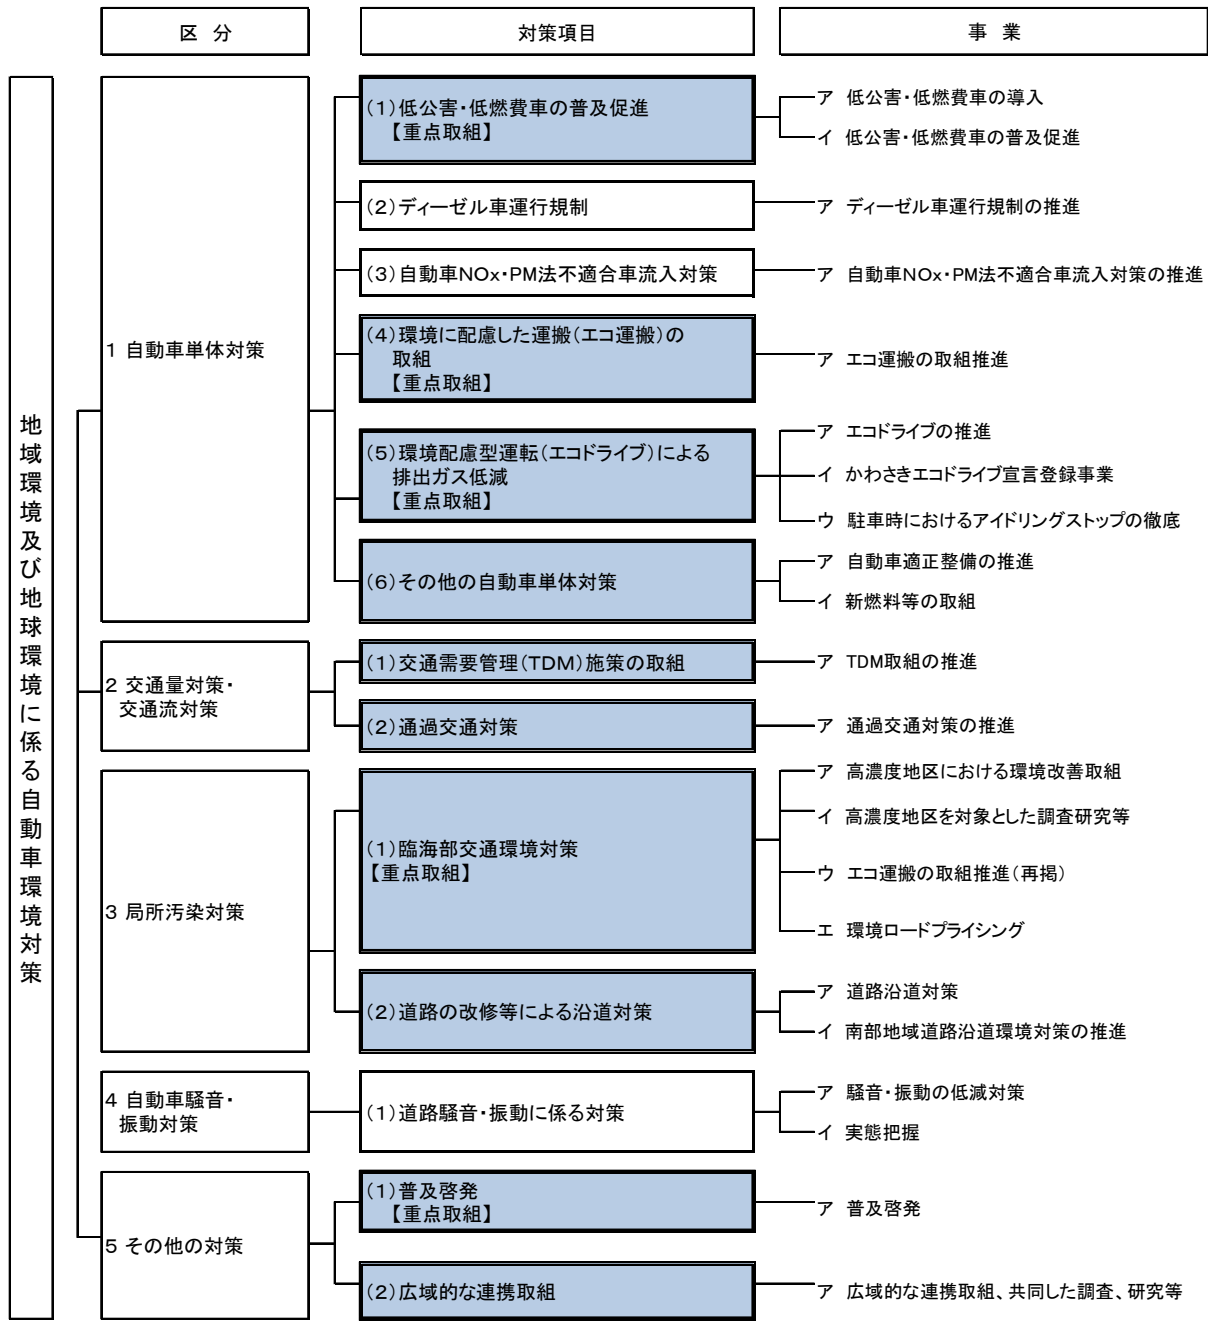 区 分
対策項目
事 業
地域環境及び地球環境に係る自動車環境対策
1 自動車単体対策
(1)低公害・低燃費車の普及促進
【重点取組】
ア 低公害・低燃費車の導入
イ 低公害・低燃費車の普及促進
(2)ディーゼル車運行規制
ア ディーゼル車運行規制の推進
(3)自動車NOx・PM法不適合車流入対策
ア 自動車NOx・PM法不適合車流入対策の推進
(4)環境に配慮した運搬(エコ運搬)の
取組
【重点取組】
ア エコ運搬の取組推進
(5)環境配慮型運転(エコドライブ)による
排出ガス低減
【重点取組】
ア エコドライブの推進
イ かわさきエコドライブ宣言登録事業
ウ 駐車時におけるアイドリングストップの徹底
(6)その他の自動車単体対策
ア 自動車適正整備の推進
イ 新燃料等の取組
2 交通量対策・
交通流対策
(1)交通需要管理(TDM)施策の取組
ア TDM取組の推進
(2)通過交通対策
ア 通過交通対策の推進
3 局所汚染対策
(1)臨海部交通環境対策
【重点取組】
ア 高濃度地区における環境改善取組
イ 高濃度地区を対象とした調査研究等
ウ エコ運搬の取組推進(再掲)
エ 環境ロードプライシング
(2)道路の改修等による沿道対策
ア 道路沿道対策
イ 南部地域道路沿道環境対策の推進
4 自動車騒音・
振動対策
(1)道路騒音・振動に係る対策
ア 騒音・振動の低減対策
イ 実態把握
5 その他の対策
(1)普及啓発
【重点取組】
ア 普及啓発
(2)広域的な連携取組
ア 広域的な連携取組、共同した調査、研究等